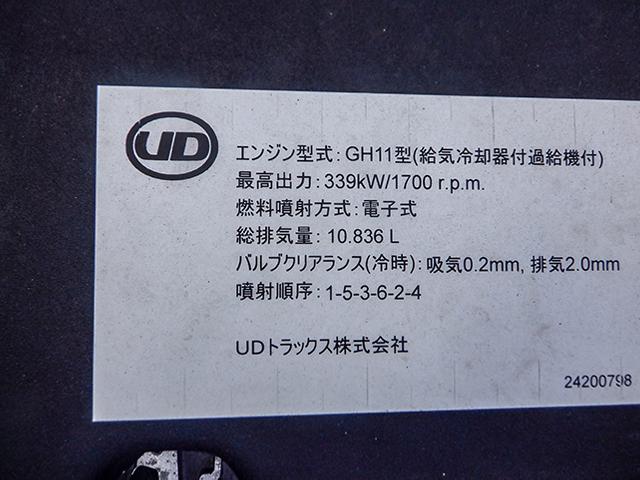 UD
エンジン型式: GH11型(給気冷却器付過給機付)
最高出力: 339kW/1700 r.p.m.
燃料噴射方式: 電子式
総排気量: 10.836 L
バルブクリアランス(冷時): 吸気0.2mm, 排気2.0mm
噴射順序: 1-5-3-6-2-4
UDトラックス株式会社
24200798